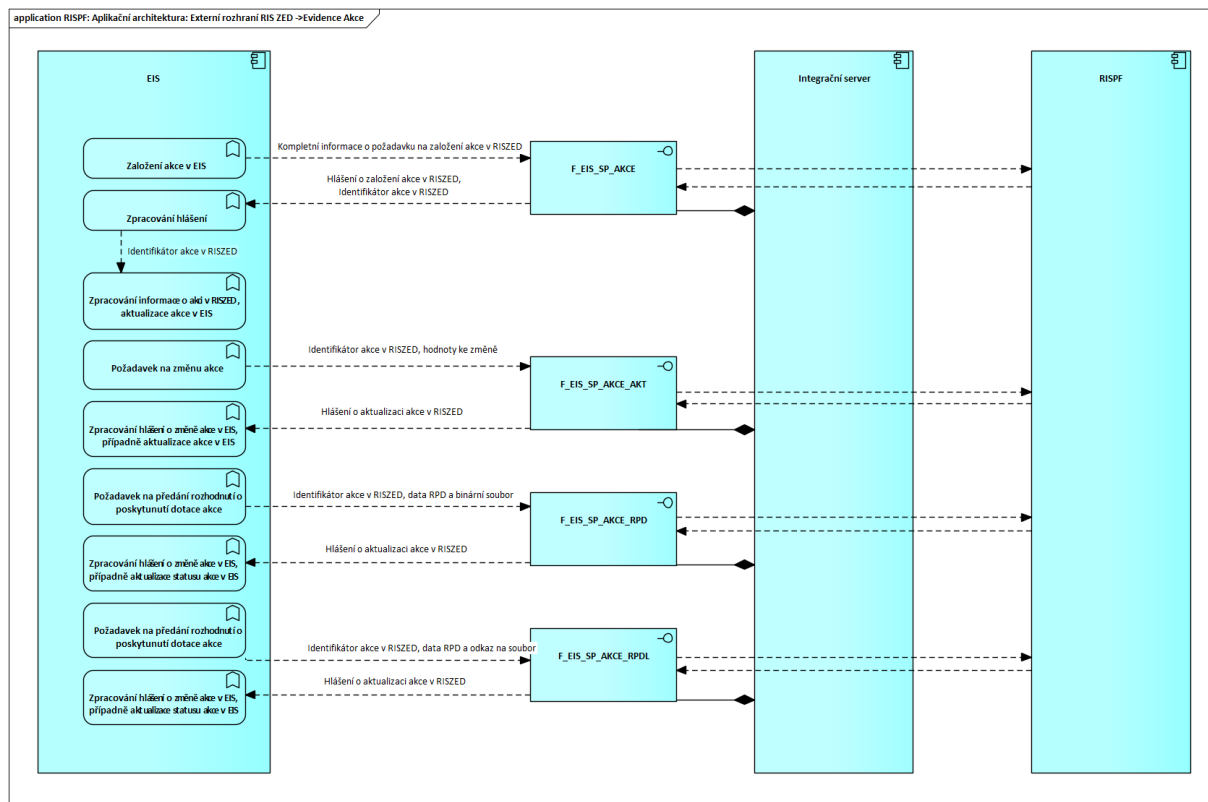 application RISPF: Aplikační architektura: Externí rozhraní RIS ZED ->Evidence Akce
EIS
Integrační server
RISPF
Založení akce v EIS
Kompletní informace o požadavku na založení akce v RISZED
F_EIS_SP_AKCE
Hlášení o založení akce v RISZED,
Identifikátor akce v RISZED
Zpracování hlášení
Identifikátor akce v RISZED
Zpracování informace o akci v RISZED,
aktualizace akce v EIS
Požadavek na změnu akce
Identifikátor akce v RISZED, hodnoty ke změně
F_EIS_SP_AKCE_AKT
Hlášení o aktualizaci akce v RISZED
Zpracování hlášení o změně akce v EIS,
případně aktualizace akce v EIS
Požadavek na předání rozhodnutí o
poskytunutí dotace akce
Identifikátor akce v RISZED, data RPD a binární soubor
F_EIS_SP_AKCE_RPD
Hlášení o aktualizaci akce v RISZED
Zpracování hlášení o změně akce v EIS,
případně aktualizace statusu akce v EIS
Požadavek na předání rozhodnutí o
poskytunutí dotace akce
Identifikátor akce v RISZED, data RPD a odkaz na soubor
F_EIS_SP_AKCE_RPDL
Hlášení o aktualizaci akce v RISZED
Zpracování hlášení o změně akce v EIS,
případně aktualizace statusu akce v EIS